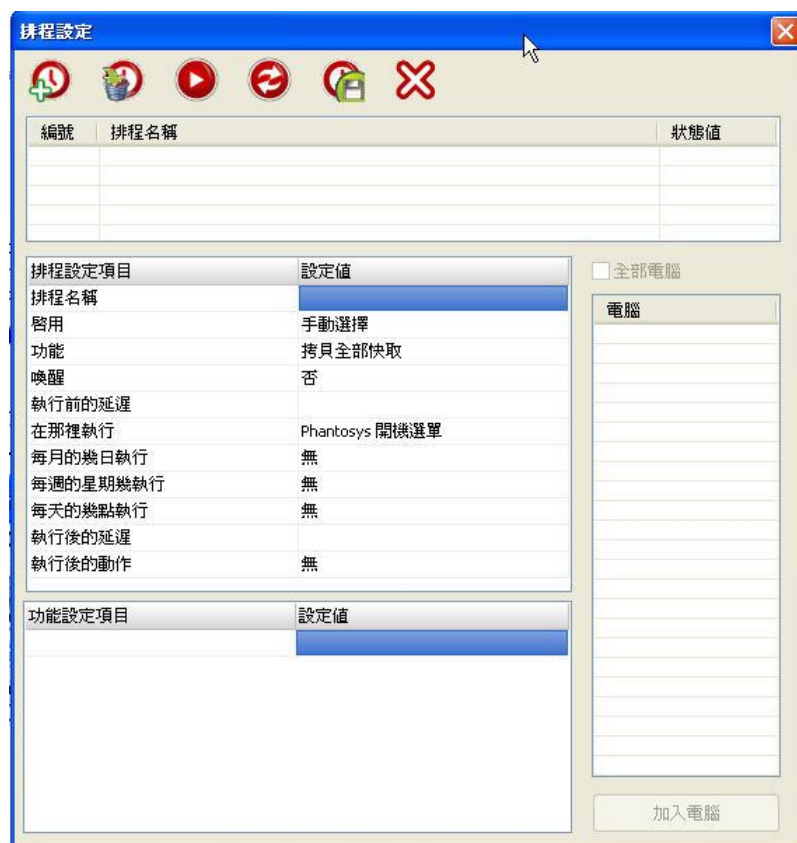 排程設定
編號 排程名稱 狀態值
排程設定項目 設定值
排程名稱
啓用 手動選擇
功能 拷貝全部快取
喚醒 否
執行前的延遲
在那裡執行 Phantosys 開機選單
每月的幾日執行 無
每週的星期幾執行 無
每天的幾點執行 無
執行後的延遲
執行後的動作 無
功能設定項目 設定值
全部電腦
電腦
加入電腦